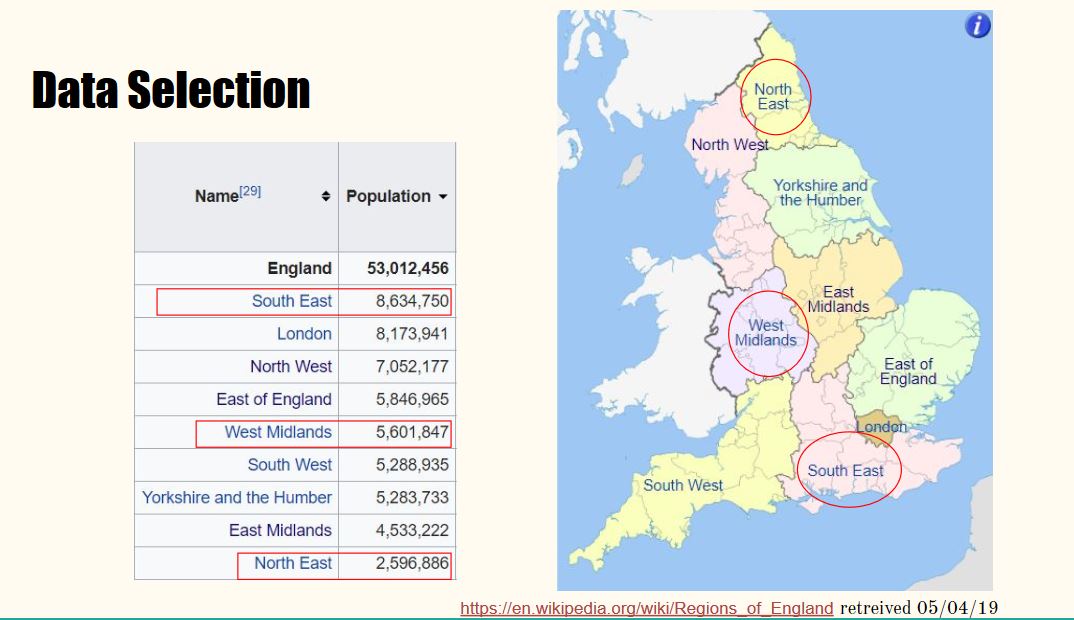 Data Selection
Name[29] Population
England 53,012,456
South East 8,634,750
London 8,173,941
North West 7,052,177
East of England 5,846,965
West Midlands 5,601,847
South West 5,288,935
Yorkshire and the Humber 5,283,733
East Midlands 4,533,222
North East 2,596,886
i
North
East
North West
Yorkshire and
the Humber
East
Midlands
West
Midlands
East of
England
London
South East
South West
https://en.wikipedia.org/wiki/Regions_of_England retreived 05/04/19